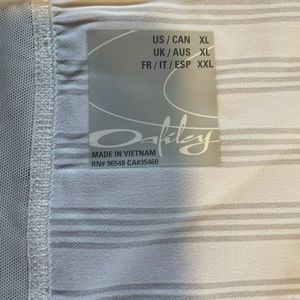 US / CAN XL
UK / AUS XL
FR / IT / ESP XXL
Oakley
MADE IN VIETNAM
RN# 96548 CA#35460